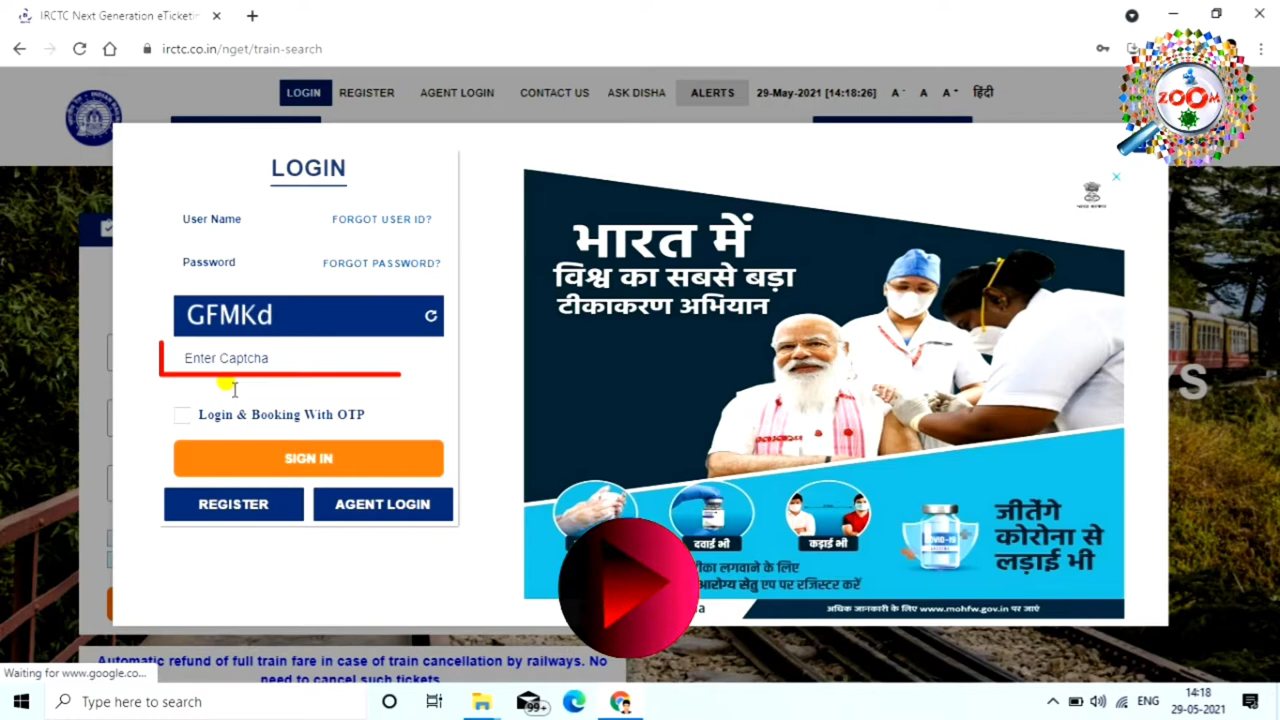 IRCTC Next Generation eTicketin
irctc.co.in/nget/train-search
LOGIN REGISTER AGENT LOGIN CONTACT US ASK DISHA ALERTS 29-May-2021 [14:18:26] A- A A+ हिंदी
ZOOM
LOGIN
User Name FORGOT USER ID?
Password FORGOT PASSWORD?
GFMKd
Enter Captcha
Login & Booking With OTP
SIGN IN
REGISTER AGENT LOGIN
भारत में
विश्व का सबसे बड़ा
टीकाकरण अभियान
दवाई भी
कड़ाई भी
जीतेंगे
कोरोना से
लड़ाई भी
COVID-19
लगवाने के लिए
आरोग्य सेतु एप पर रजिस्टर करें
अधिक जानकारी के लिए www.mohfw.gov.in पर जाएं
Automatic refund of full train fare in case of train cancellation by railways. No
need to cancel such tickets
Waiting for www.google.co...
Type here to search
99+
ENG
14:18
29-05-2021